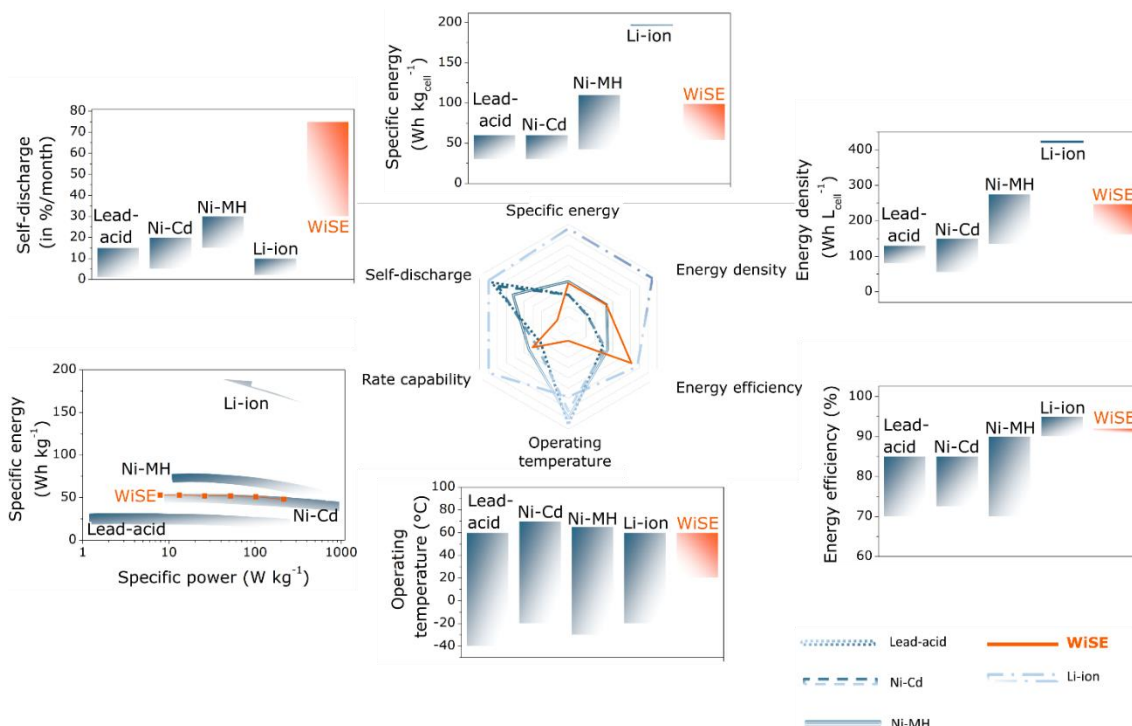 Specific energy
(Wh kg_cell^-1)
200
150
100
50
0
Lead-
acid
Ni-Cd
Ni-MH
Li-ion
WiSE
Self-discharge
(in %/month)
80
70
60
50
40
30
20
10
0
Lead-
acid
Ni-Cd
Ni-MH
Li-ion
WiSE
Energy density
(Wh L_cell^-1)
400
300
200
100
0
Lead-
acid
Ni-Cd
Ni-MH
Li-ion
WiSE
Specific energy
Self-discharge
Energy density
Rate capability
Energy efficiency
Operating
temperature
Specific energy
(Wh kg^-1)
200
150
100
50
0
Li-ion
Ni-MH
WiSE
Ni-Cd
Lead-acid
1
10
100
1000
Specific power (W kg^-1)
Energy efficiency (%)
100
90
80
70
60
Lead-
acid
Ni-Cd
Ni-MH
Li-ion
WiSE
Operating
temperature (°C)
100
80
60
40
20
0
-20
-40
Lead-
acid
Ni-Cd
Ni-MH
Li-ion
WiSE
Lead-acid
WiSE
Ni-Cd
Li-ion
Ni-MH